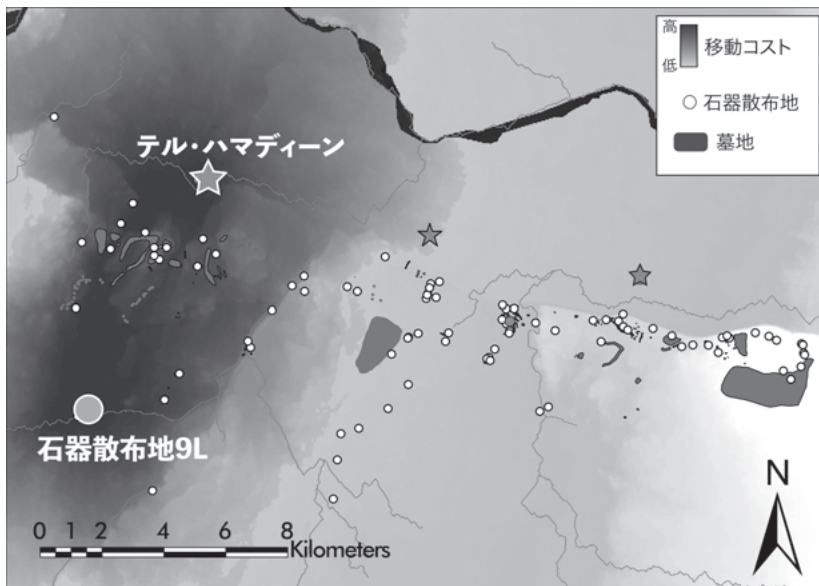 高
低
移動コスト
石器散布地
墓地
テル・ハマディーン
石器散布地9L
N
0 1 2 4 6 8
Kilometers